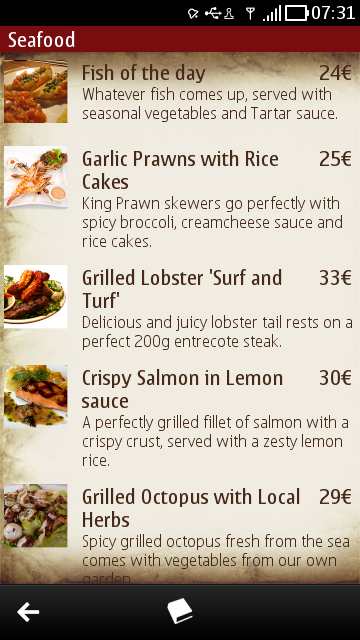 07:31
Seafood
Fish of the day 24€
Whatever fish comes up, served with
seasonal vegetables and Tartar sauce.
Garlic Prawns with Rice 25€
Cakes
King Prawn skewers go perfectly with
spicy broccoli, creamcheese sauce and
rice cakes.
Grilled Lobster 'Surf and 33€
Turf'
Delicious and juicy lobster tail rests on a
perfect 200g entrecote steak.
Crispy Salmon in Lemon 30€
sauce
A perfectly grilled fillet of salmon with a
crispy crust, served with a zesty lemon
rice.
Grilled Octopus with Local 29€
Herbs
Spicy grilled octopus fresh from the sea
comes with vegetables from our own
garden